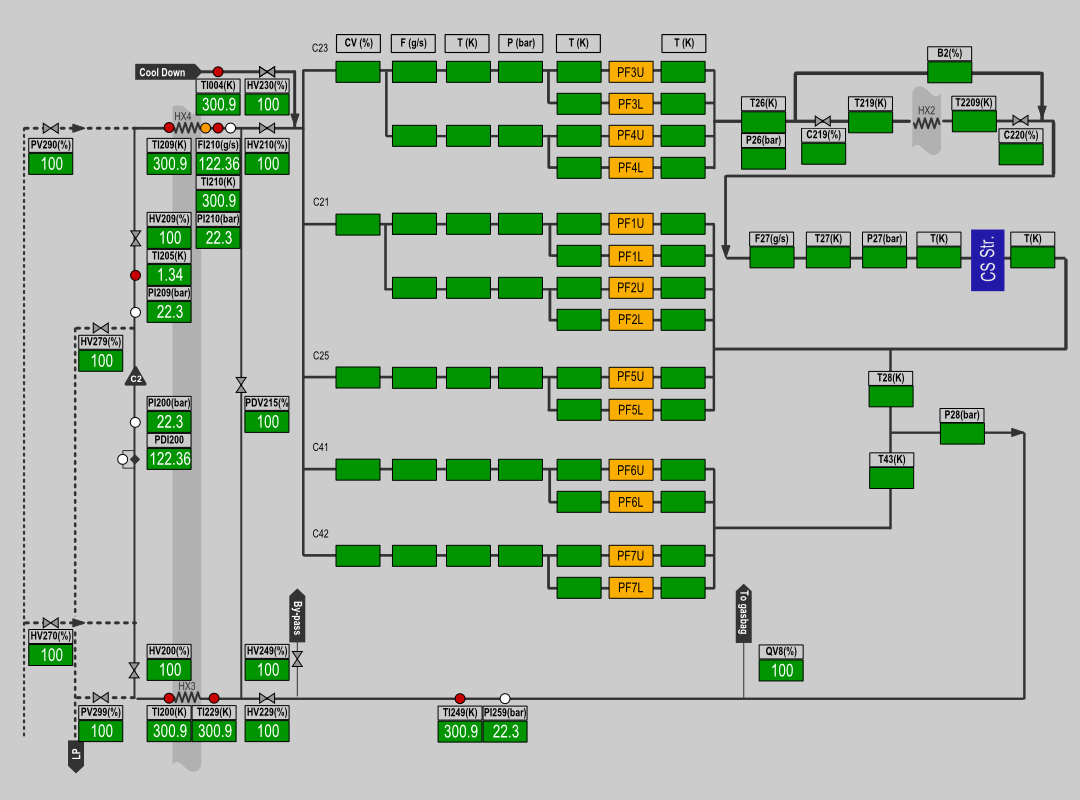 C23
CV (%)
F (g/s)
T (K)
P (bar)
T (K)
T (K)
Cool Down
TI004(K)
300.9
HV230(%)
100
PF3U
PF3L
PF4U
PF4L
B2(%)
T26(K)
P26(bar)
T219(K)
C219(%)
HX2
T2209(K)
C220(%)
HX4
PV290(%)
100
TI209(K)
300.9
FI210(g/s)
122.36
HV210(%)
100
TI210(K)
300.9
PI210(bar)
22.3
HV209(%)
100
TI205(K)
1.34
PI209(bar)
22.3
HV279(%)
100
C2
PI200(bar)
22.3
PDI200
122.36
PDV215(%
100
C21
PF1U
PF1L
PF2U
PF2L
F27(g/s)
T27(K)
P27(bar)
T(K)
CS Str.
T(K)
C25
PF5U
PF5L
T28(K)
P28(bar)
T43(K)
C41
PF6U
PF6L
C42
PF7U
PF7L
By-pass
To gasbag
HV270(%)
100
HV200(%)
100
HV249(%)
100
QV8(%)
100
HX3
PV299(%)
100
TI200(K)
300.9
TI229(K)
300.9
HV229(%)
100
TI249(K)
300.9
PI259(bar)
22.3
LP